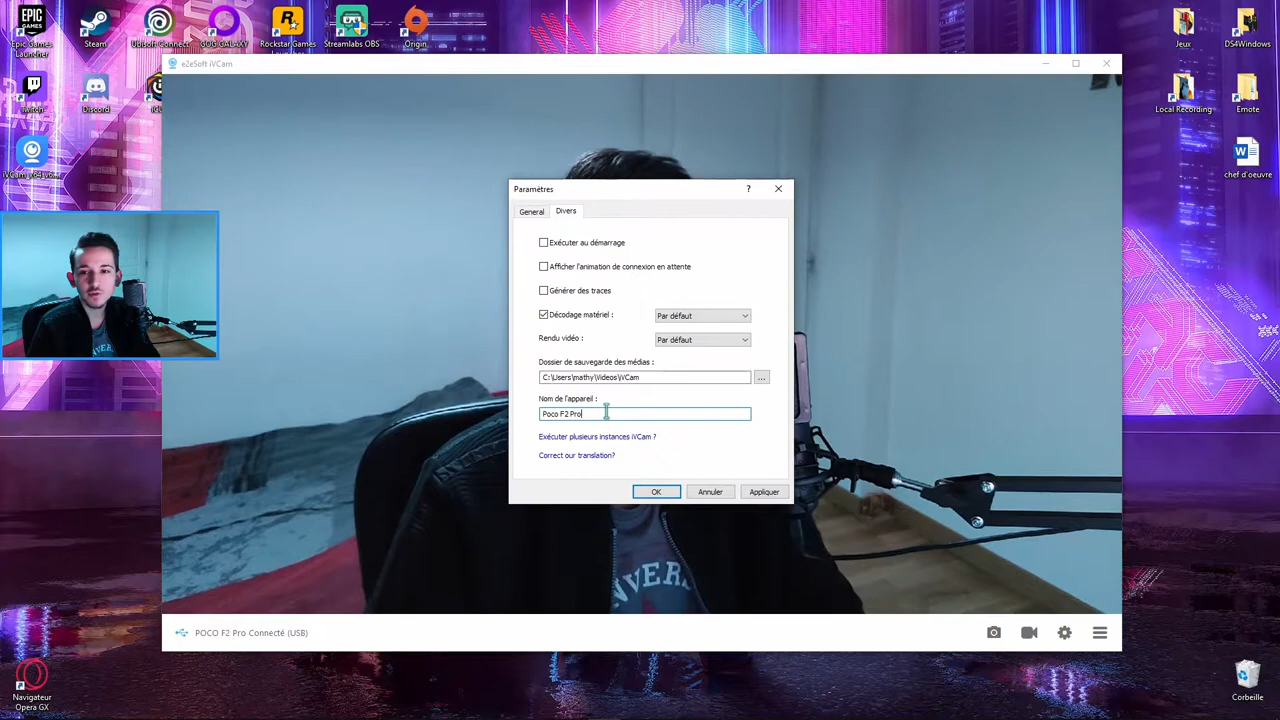 Epic Games
Launcher
Steam
Ubisoft Connect
GOG GALAXY
Rockstar Games
Streamlabs OBS
Origin
Jeux
DS4Windows
Twitch
Discord
Local Recording
Emote
chef d'oeuvre
e2eSoft iVCam
Paramètres
General
Divers
Exécuter au démarrage
Afficher l'animation de connexion en attente
Générer des traces
Décodage matériel :
Par défaut
Rendu vidéo :
Par défaut
Dossier de sauvegarde des médias :
C:\Users\mathy\Videos\iVCam
...
Nom de l'appareil :
Poco F2 Pro
Exécuter plusieurs instances iVCam ?
Correct our translation?
OK
Annuler
Appliquer
POCO F2 Pro Connecté (USB)
Navigateur
Opera GX
Corbeille